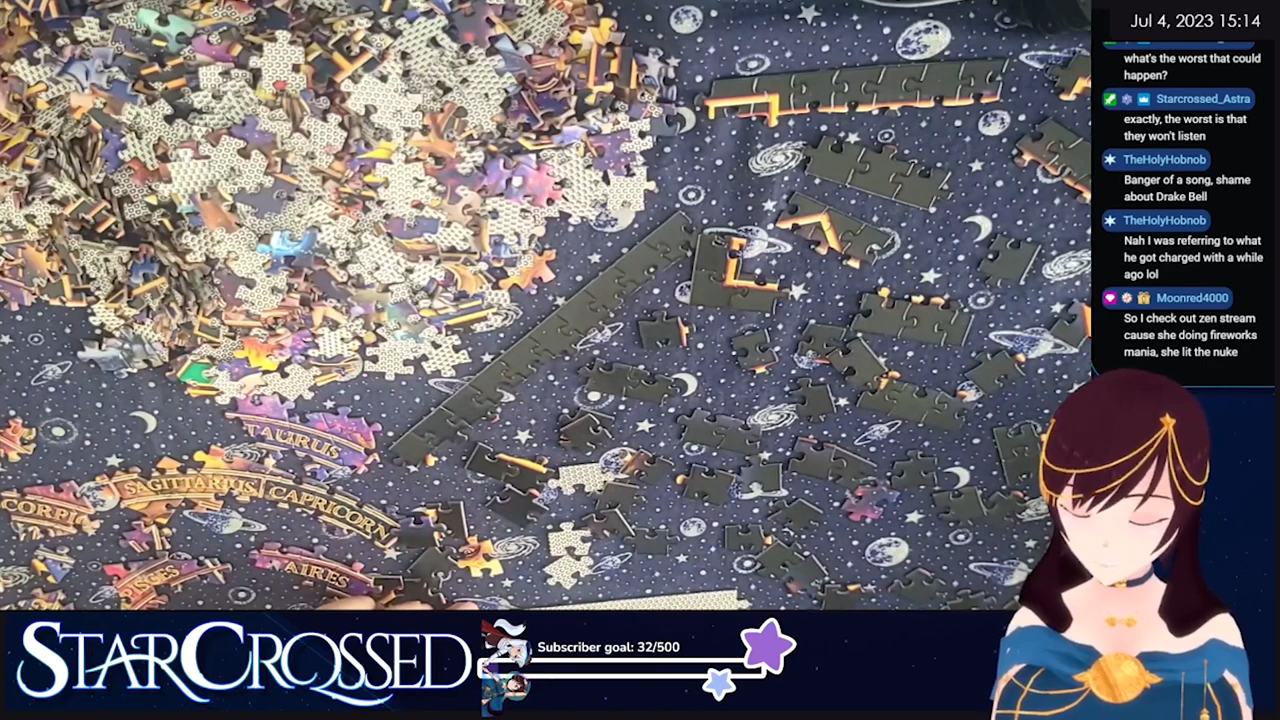 Jul 4, 2023 15:14
what's the worst that could
happen?
Starcrossed_Astra
exactly, the worst is that
they won't listen
TheHolyHobnob
Banger of a song, shame
about Drake Bell
TheHolyHobnob
Nah I was referring to what
he got charged with a while
ago lol
Moonred4000
So I check out zen stream
cause she doing fireworks
mania, she lit the nuke
TAURUS
SAGITTARIUS CAPRICORN
CORPI
PISCES
AIRES
STARCROSSED
Subscriber goal: 32/500